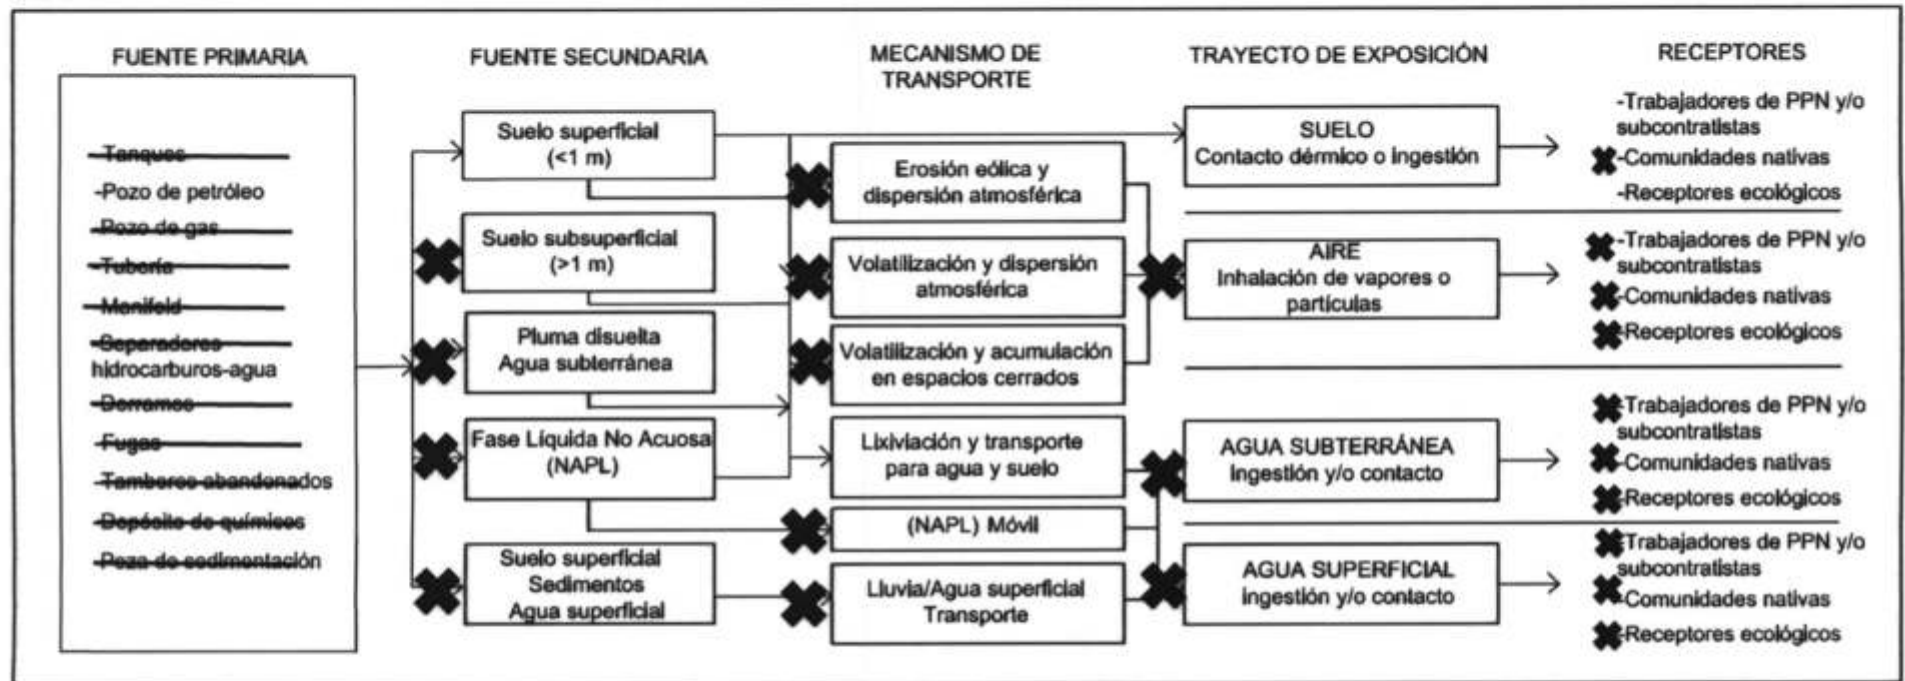 FUENTE PRIMARIA
-Tanques
-Pozo de petróleo
-Pozo de gas
-Tubería
-Manifold
-Separadores
hidrocarburos-agua
-Derrames
-Fugas
-Tambores abandonados
-Depósito de químicos
-Poza de sedimentación
FUENTE SECUNDARIA
Suelo superficial
(<1 m)
Suelo subsuperficial
(>1 m)
Pluma disuelta
Agua subterránea
Fase Líquida No Acuosa
(NAPL)
Suelo superficial
Sedimentos
Agua superficial
MECANISMO DE
TRANSPORTE
Erosión eólica y
dispersión atmosférica
Volatilización y dispersión
atmosférica
Volatilización y acumulación
en espacios cerrados
Lixiviación y transporte
para agua y suelo
(NAPL) Móvil
Lluvia/Agua superficial
Transporte
TRAYECTO DE EXPOSICIÓN
SUELO
Contacto dérmico o ingestión
AIRE
Inhalación de vapores o
partículas
AGUA SUBTERRÁNEA
Ingestión y/o contacto
AGUA SUPERFICIAL
ingestión y/o contacto
RECEPTORES
-Trabajadores de PPN y/o
subcontratistas
-Comunidades nativas
-Receptores ecológicos
-Trabajadores de PPN y/o
subcontratistas
-Comunidades nativas
-Receptores ecológicos
-Trabajadores de PPN y/o
subcontratistas
-Comunidades nativas
-Receptores ecológicos
-Trabajadores de PPN y/o
subcontratistas
-Comunidades nativas
-Receptores ecológicos